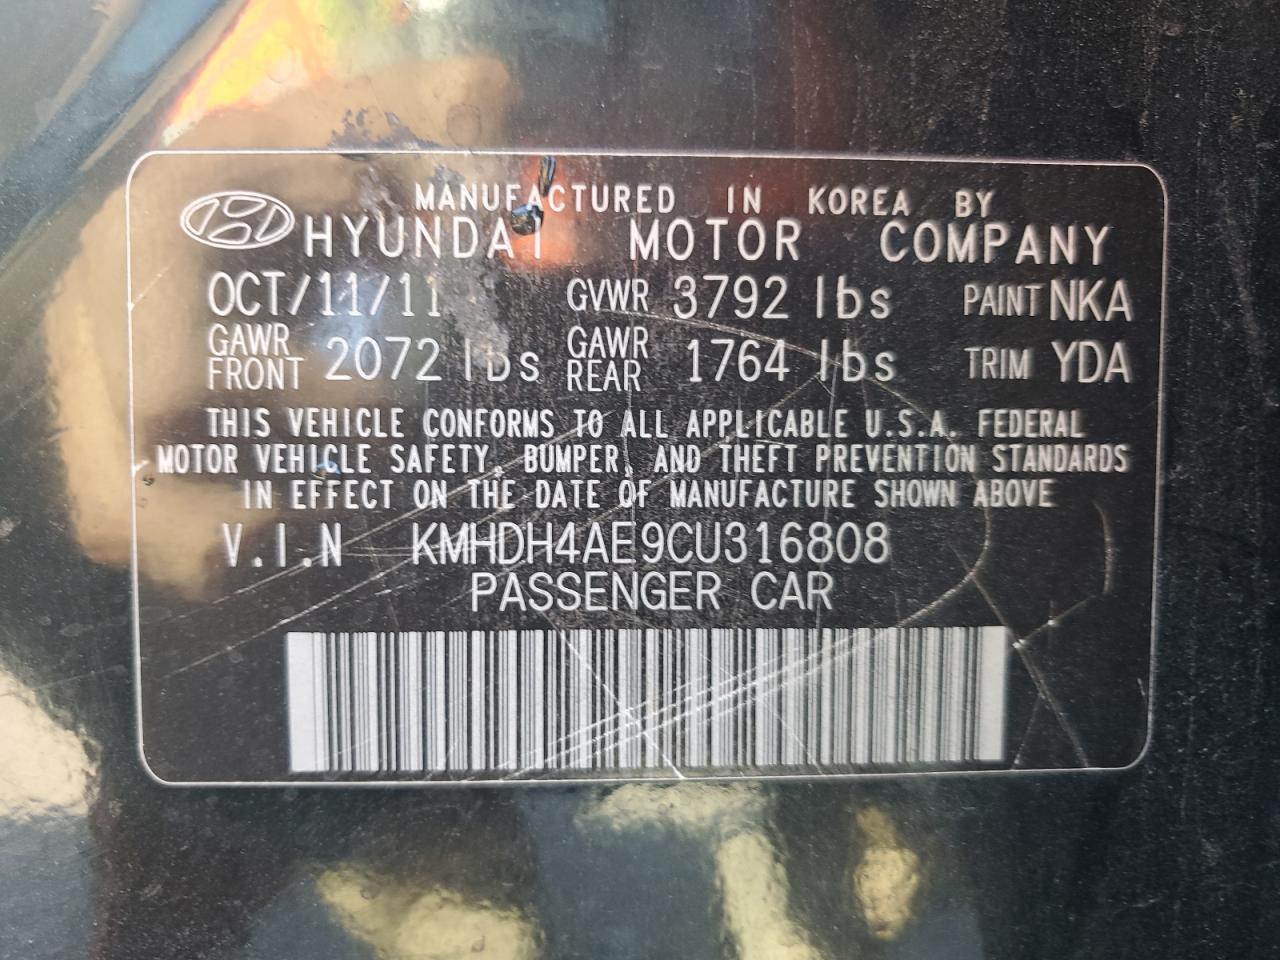 MANUFACTURED IN KOREA BY
HYUNDAI MOTOR COMPANY
OCT/11/11 GVWR 3792 lbs PAINT NKA
GAWR FRONT 2072 lbs GAWR REAR 1764 lbs TRIM YDA
THIS VEHICLE CONFORMS TO ALL APPLICABLE U.S.A. FEDERAL
MOTOR VEHICLE SAFETY, BUMPER, AND THEFT PREVENTION STANDARDS
IN EFFECT ON THE DATE OF MANUFACTURE SHOWN ABOVE
V.I.N KMHDH4AE9CU316808
PASSENGER CAR